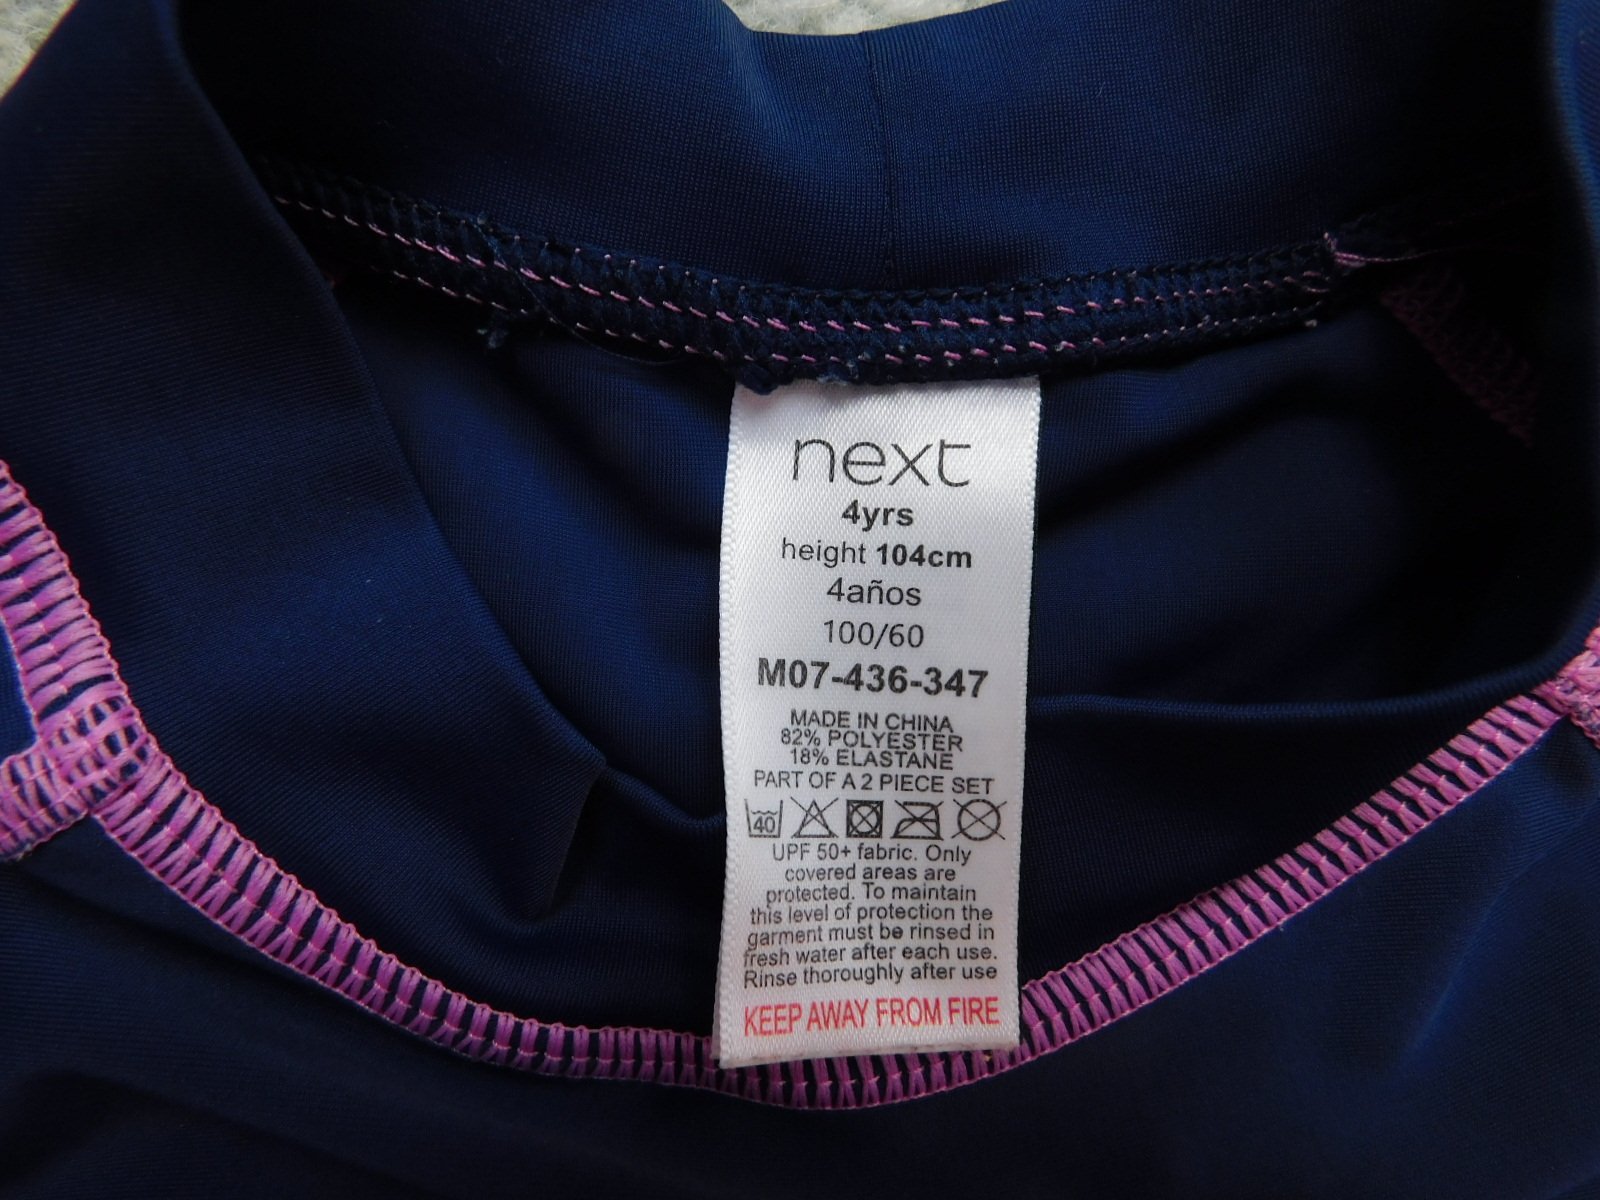 next
4yrs
height 104cm
4años
100/60
M07-436-347
MADE IN CHINA
82% POLYESTER
18% ELASTANE
PART OF A 2 PIECE SET
40
UPF 50+ fabric. Only
covered areas are
protected. To maintain
this level of protection the
garment must be rinsed in
fresh water after each use.
Rinse thoroughly after use
KEEP AWAY FROM FIRE